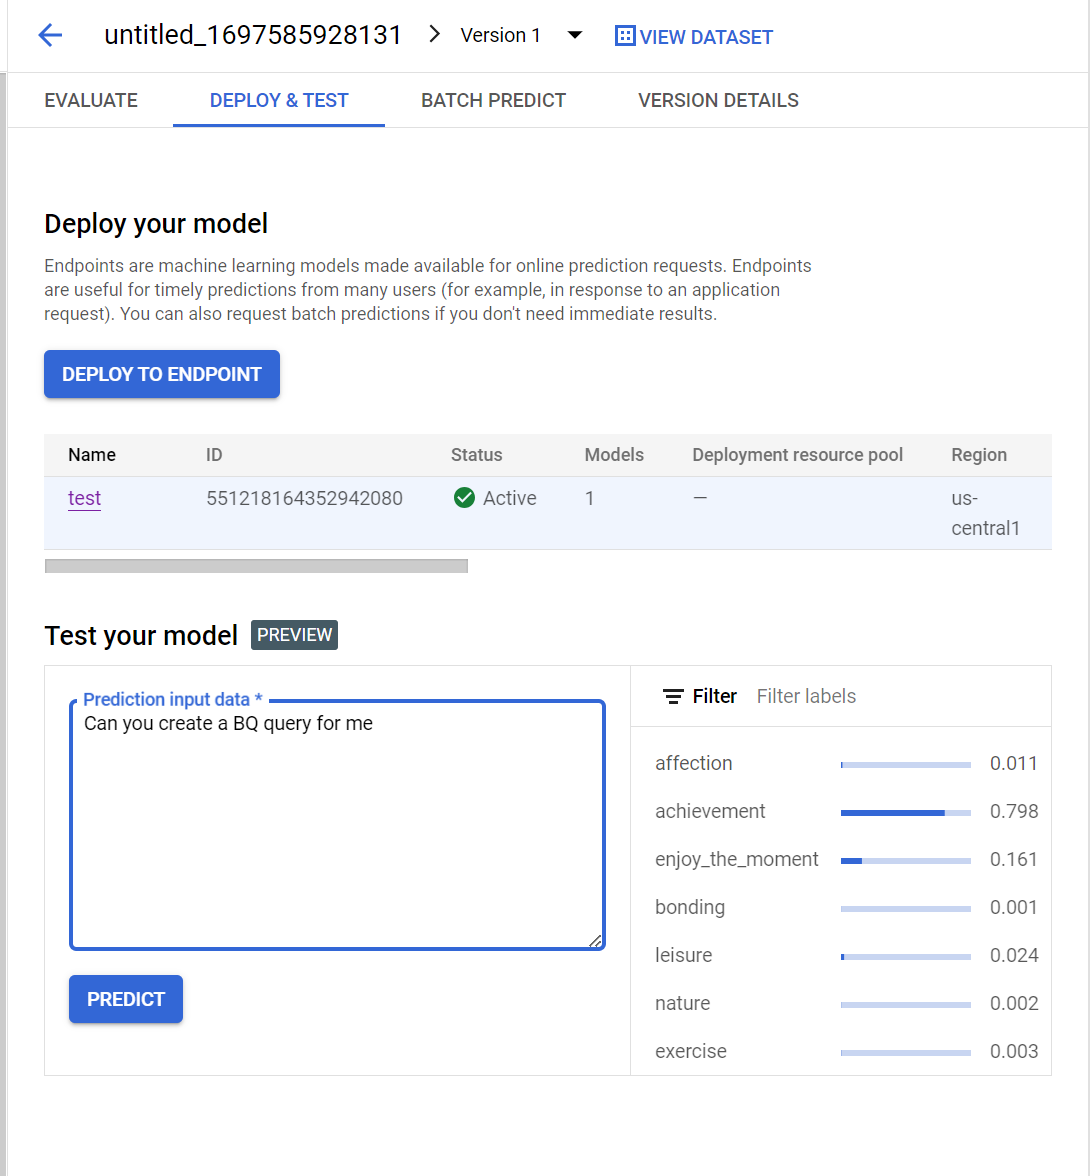 untitled_1697585928131 > Version 1 VIEW DATASET
EVALUATE DEPLOY & TEST BATCH PREDICT VERSION DETAILS
Deploy your model
Endpoints are machine learning models made available for online prediction requests. Endpoints
are useful for timely predictions from many users (for example, in response to an application
request). You can also request batch predictions if you don't need immediate results.
DEPLOY TO ENDPOINT
Name ID Status Models Deployment resource pool Region
test 551218164352942080 Active 1 — us-
central1
Test your model PREVIEW
Prediction input data *
Can you create a BQ query for me
PREDICT
Filter Filter labels
affection 0.011
achievement 0.798
enjoy_the_moment 0.161
bonding 0.001
leisure 0.024
nature 0.002
exercise 0.003